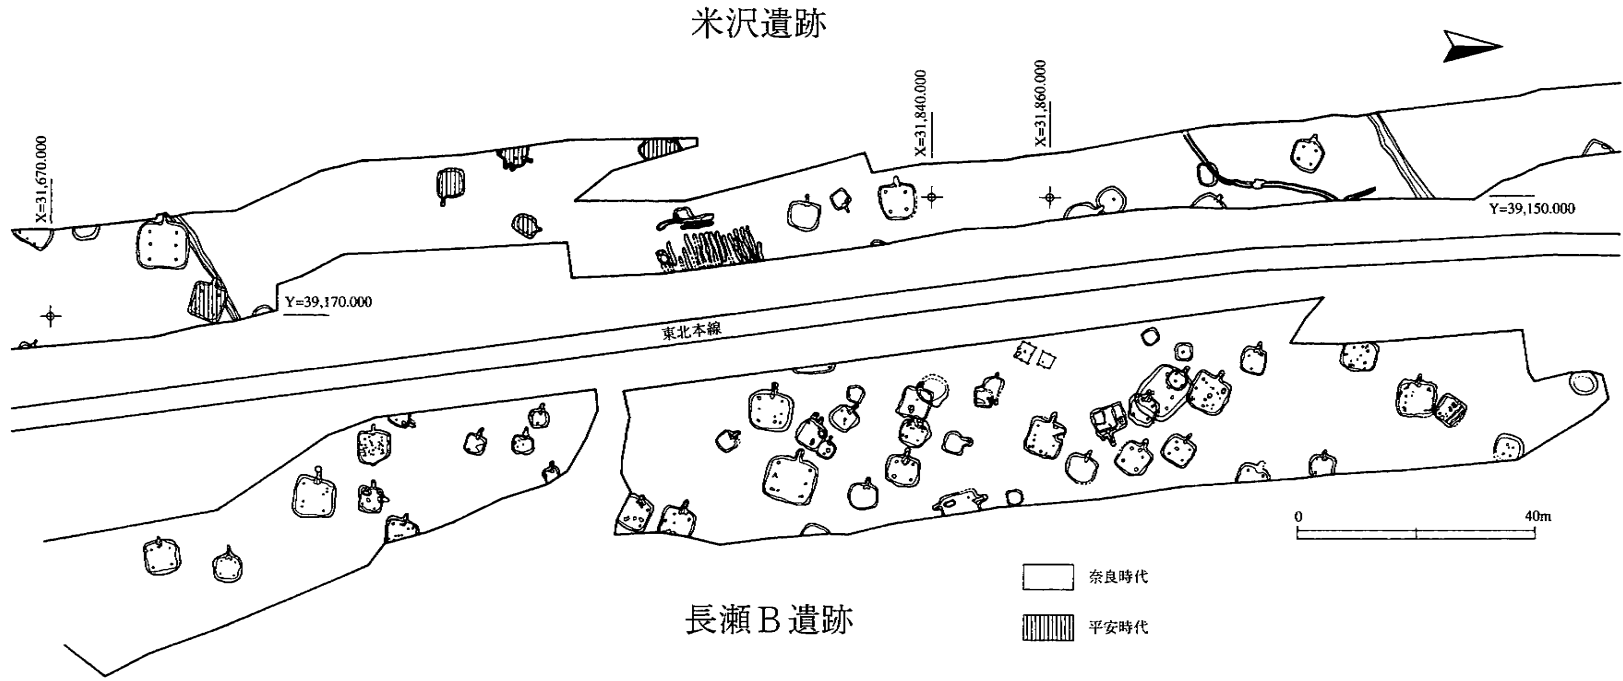 米沢遺跡
X=31,670.000
X=31,840.000
X=31,860.000
Y=39,150.000
Y=39,170.000
東北本線
0 40m
奈良時代
平安時代
長瀬B遺跡